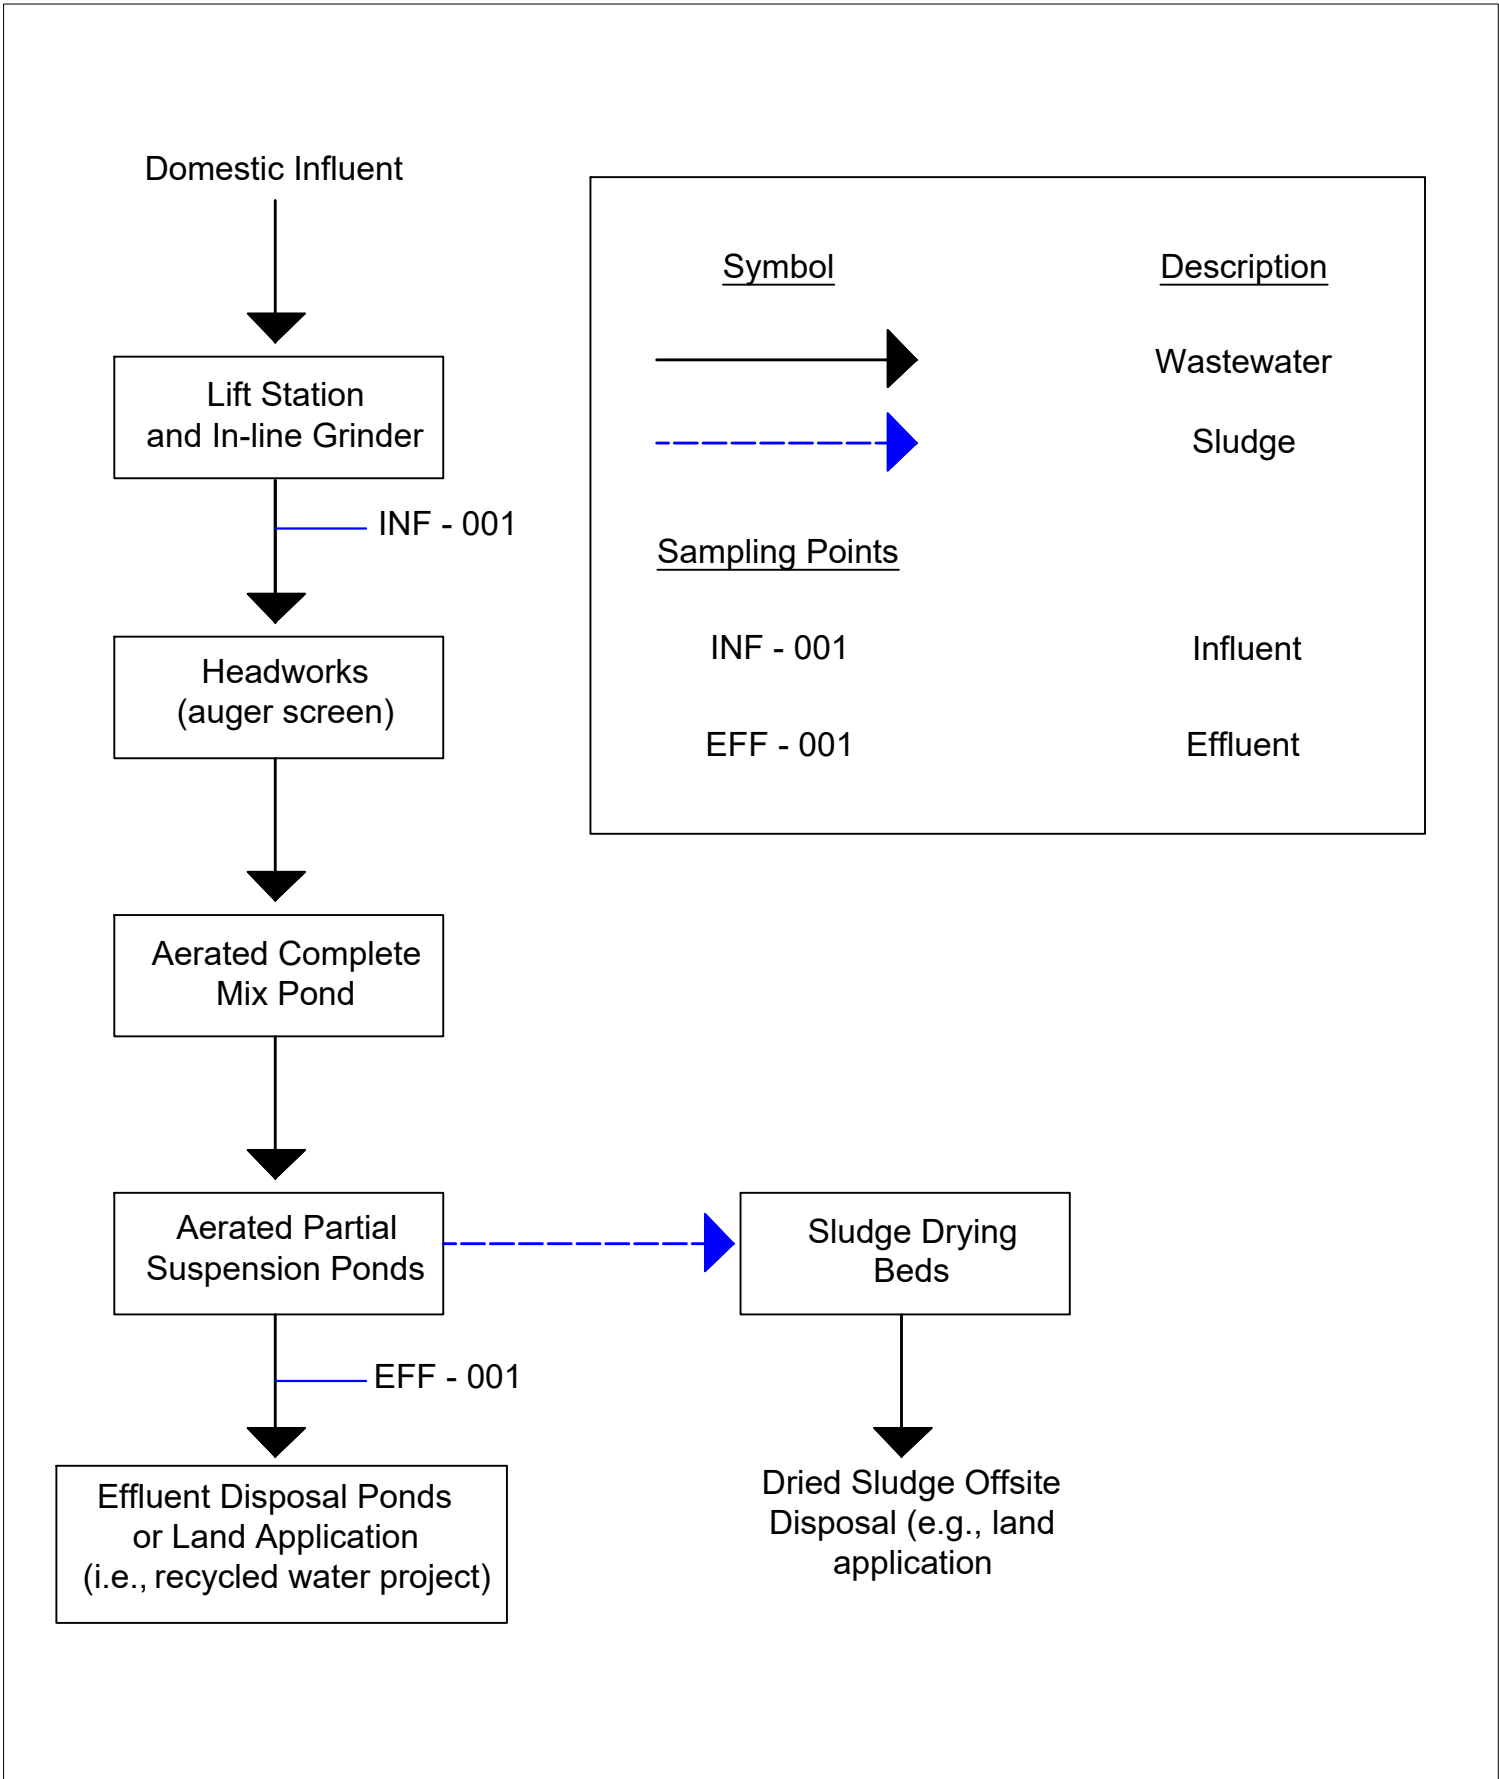 Domestic Influent
Lift Station
and In-line Grinder
INF - 001
Headworks
(auger screen)
Aerated Complete
Mix Pond
Aerated Partial
Suspension Ponds
EFF - 001
Effluent Disposal Ponds
or Land Application
(i.e., recycled water project)
Sludge Drying
Beds
Dried Sludge Offsite
Disposal (e.g., land
application
Symbol Description
Wastewater
Sludge
Sampling Points
INF - 001 Influent
EFF - 001 Effluent